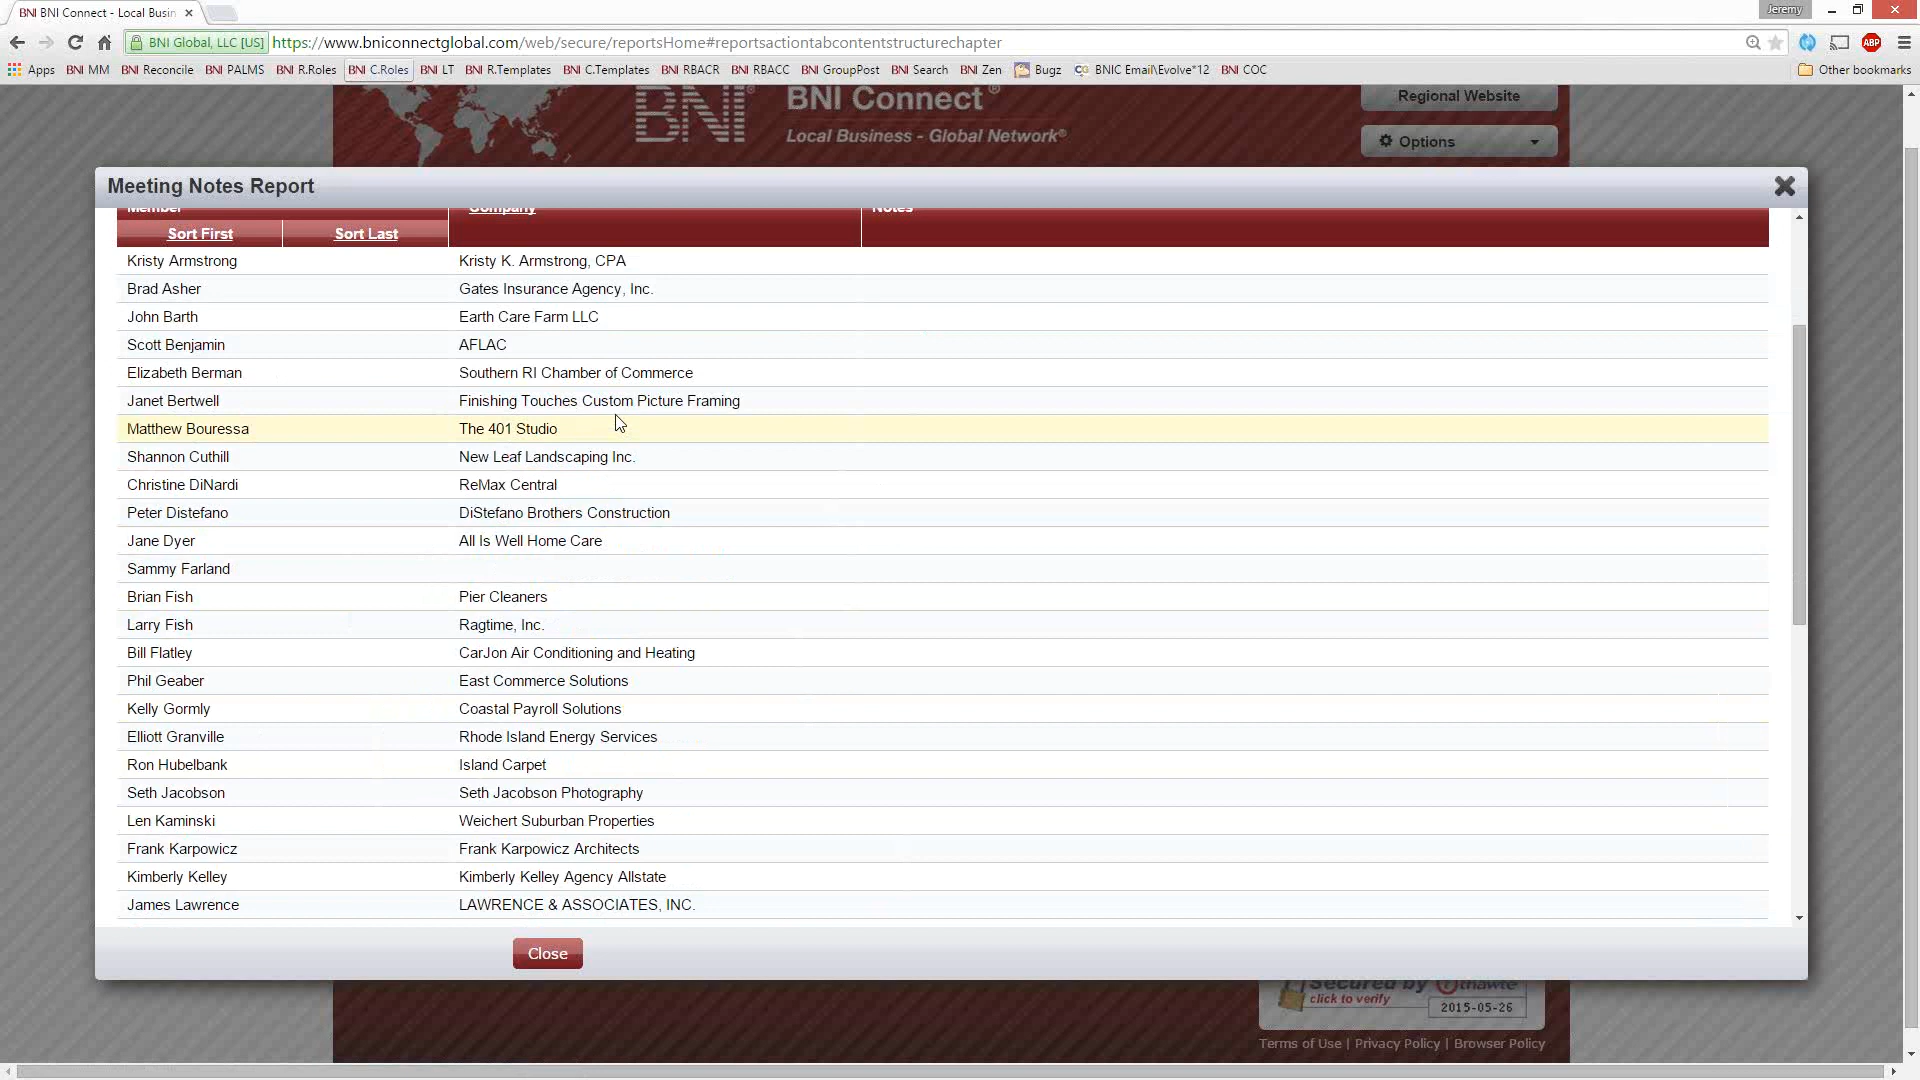 BNI BNI Connect - Local Busin
Jeremy
BNI Global, LLC [US] https://www.bniconnectglobal.com/web/secure/reportsHome#reportsactiontabcontentstructurechapter
ABP
Apps BNI MM BNI Reconcile BNI PALMS BNI R.Roles BNI C.Roles BNI LT BNI R.Templates BNI C.Templates BNI RBACR BNI RBACC BNI GroupPost BNI Search BNI Zen Bugz BNIC Email\Evolve*12 BNI COC Other bookmarks
BNI® BNI Connect®
Local Business - Global Network®
Regional Website
Options
Meeting Notes Report
Member Company Notes
Sort First Sort Last
Kristy Armstrong Kristy K. Armstrong, CPA
Brad Asher Gates Insurance Agency, Inc.
John Barth Earth Care Farm LLC
Scott Benjamin AFLAC
Elizabeth Berman Southern RI Chamber of Commerce
Janet Bertwell Finishing Touches Custom Picture Framing
Matthew Bouressa The 401 Studio
Shannon Cuthill New Leaf Landscaping Inc.
Christine DiNardi ReMax Central
Peter Distefano DiStefano Brothers Construction
Jane Dyer All Is Well Home Care
Sammy Farland
Brian Fish Pier Cleaners
Larry Fish Ragtime, Inc.
Bill Flatley CarJon Air Conditioning and Heating
Phil Geaber East Commerce Solutions
Kelly Gormly Coastal Payroll Solutions
Elliott Granville Rhode Island Energy Services
Ron Hubelbank Island Carpet
Seth Jacobson Seth Jacobson Photography
Len Kaminski Weichert Suburban Properties
Frank Karpowicz Frank Karpowicz Architects
Kimberly Kelley Kimberly Kelley Agency Allstate
James Lawrence LAWRENCE & ASSOCIATES, INC.
Close
Secured by thawte
click to verify
2015-05-26
Terms of Use | Privacy Policy | Browser Policy